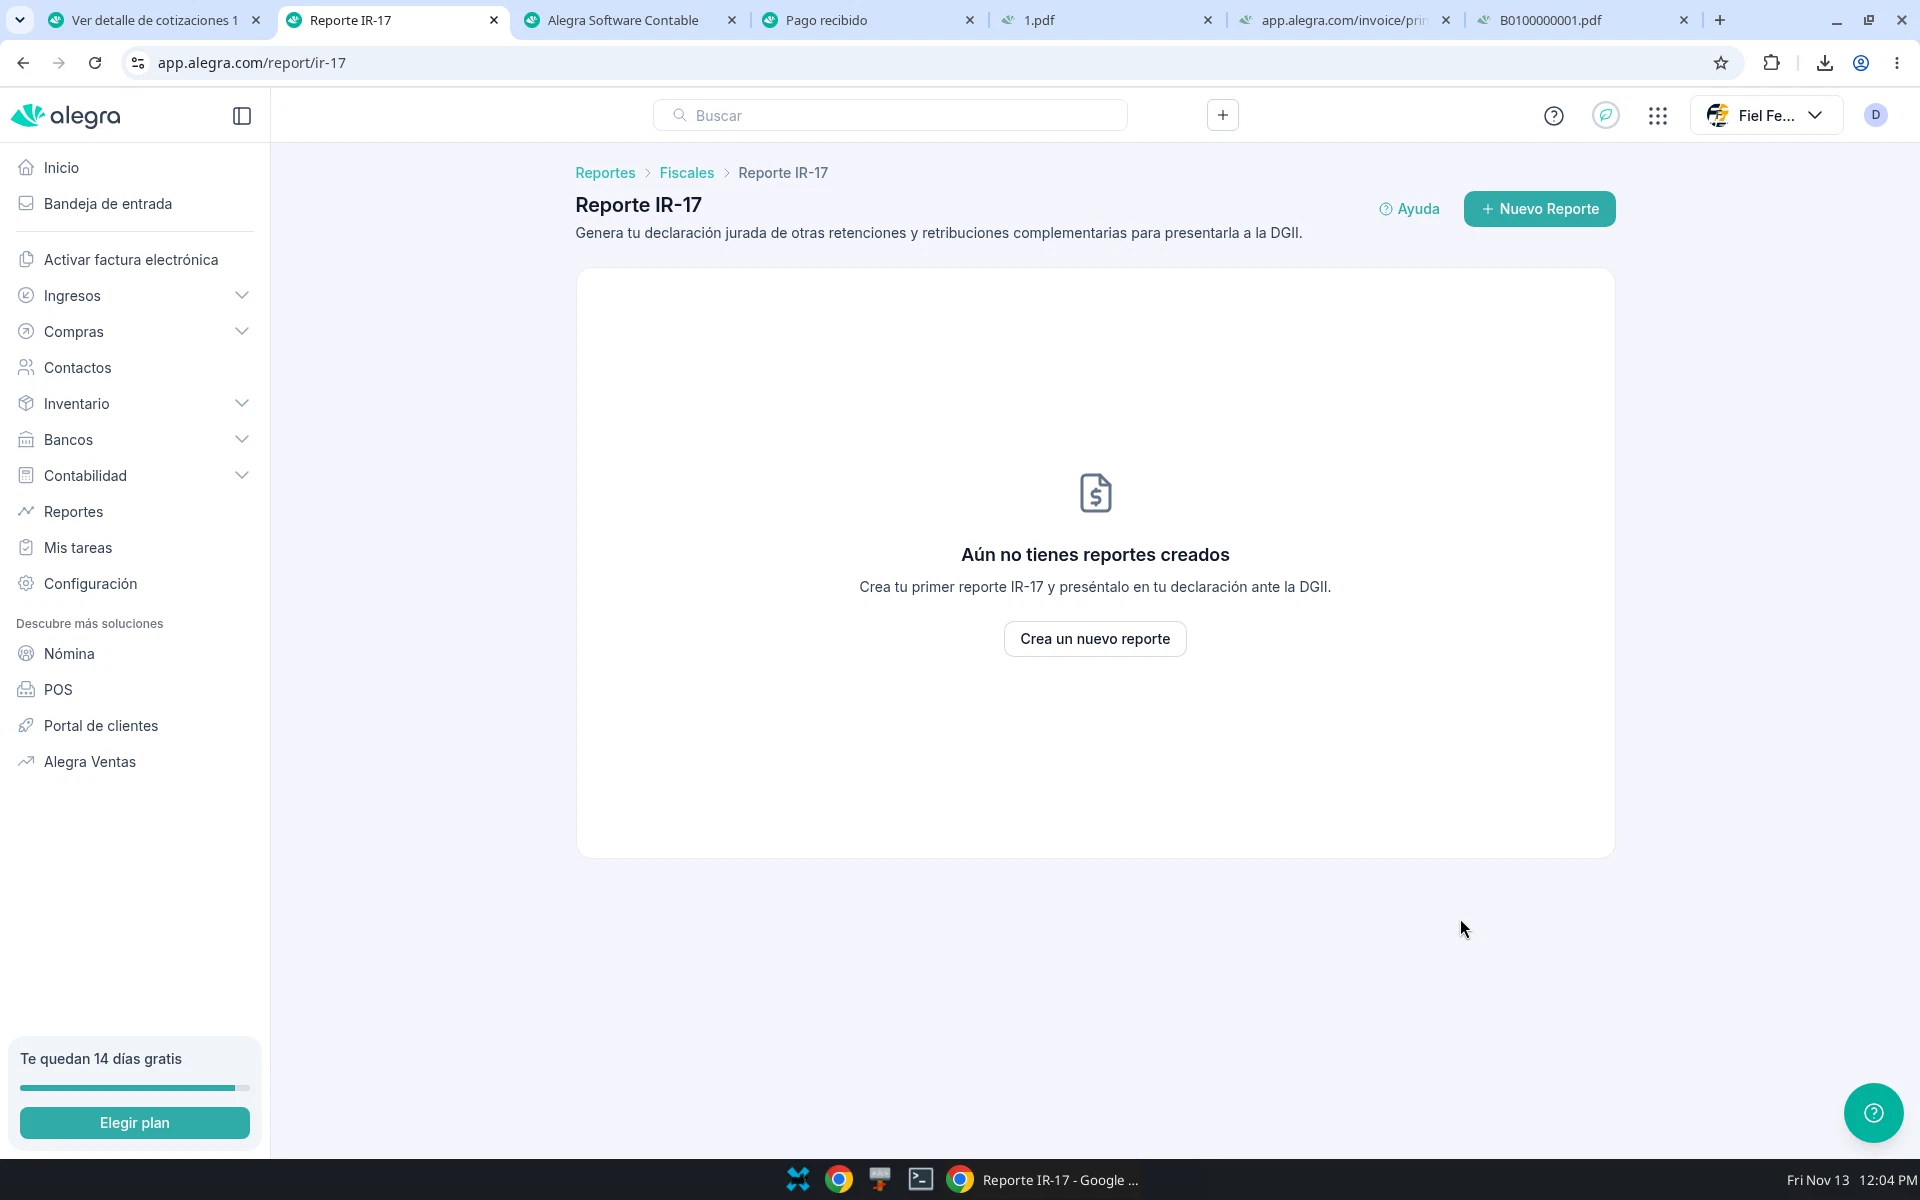 Ver detalle de cotizaciones 1
Reporte IR-17
Alegra Software Contable
Pago recibido
1.pdf
app.alegra.com/invoice/prin
B0100000001.pdf
app.alegra.com/report/ir-17
alegra
Buscar
Fiel Fe...
D
Inicio
Bandeja de entrada
Activar factura electrónica
Ingresos
Compras
Contactos
Inventario
Bancos
Contabilidad
Reportes
Mis tareas
Configuración
Descubre más soluciones
Nómina
POS
Portal de clientes
Alegra Ventas
Te quedan 14 días gratis
Elegir plan
Reportes > Fiscales > Reporte IR-17
Reporte IR-17
Genera tu declaración jurada de otras retenciones y retribuciones complementarias para presentarla a la DGII.
Ayuda
+ Nuevo Reporte
Aún no tienes reportes creados
Crea tu primer reporte IR-17 y preséntalo en tu declaración ante la DGII.
Crea un nuevo reporte
Reporte IR-17 - Google ...
Fri Nov 13 12:04 PM